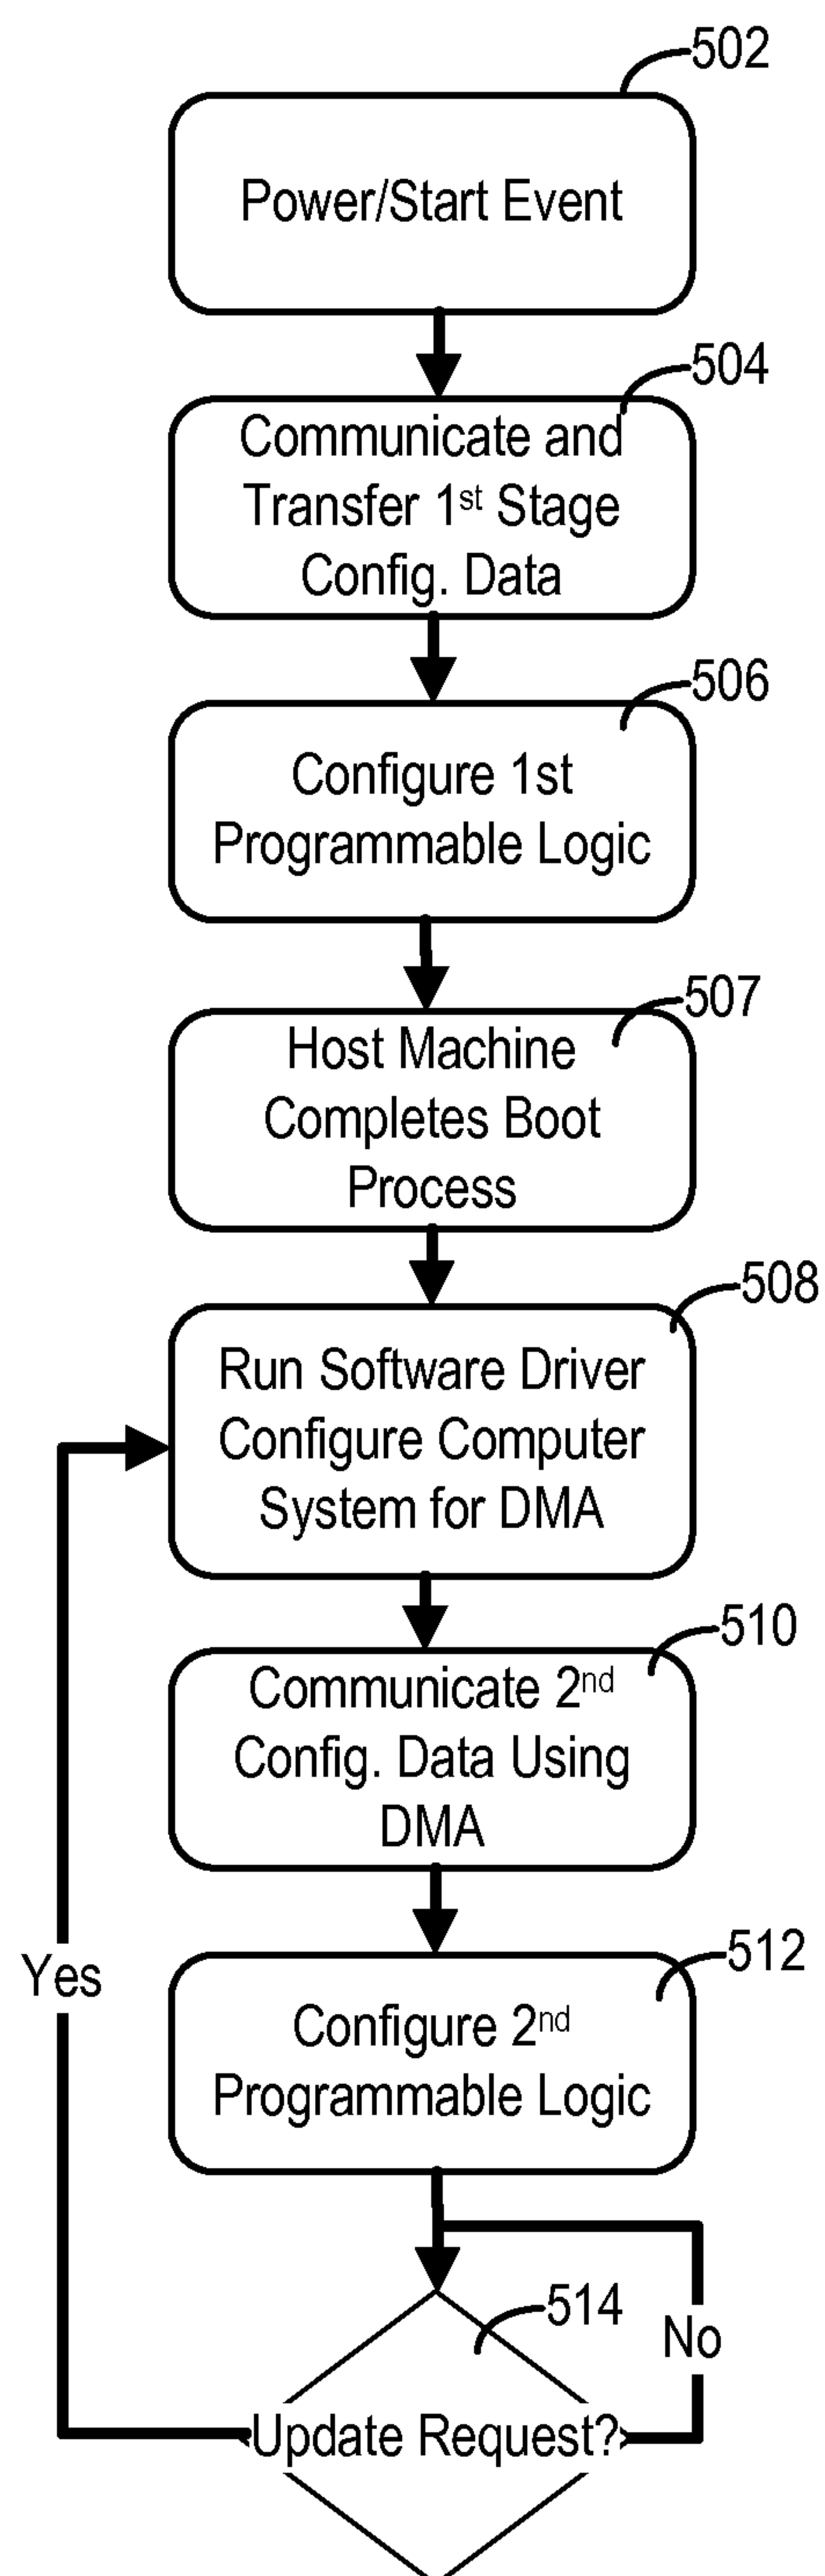 502
Power/Start Event
504
Communicate and
Transfer 1st Stage
Config. Data
506
Configure 1st
Programmable Logic
507
Host Machine
Completes Boot
Process
508
Run Software Driver
Configure Computer
System for DMA
510
Communicate 2nd
Config. Data Using
DMA
Yes
512
Configure 2nd
Programmable Logic
514
No
Update Request?